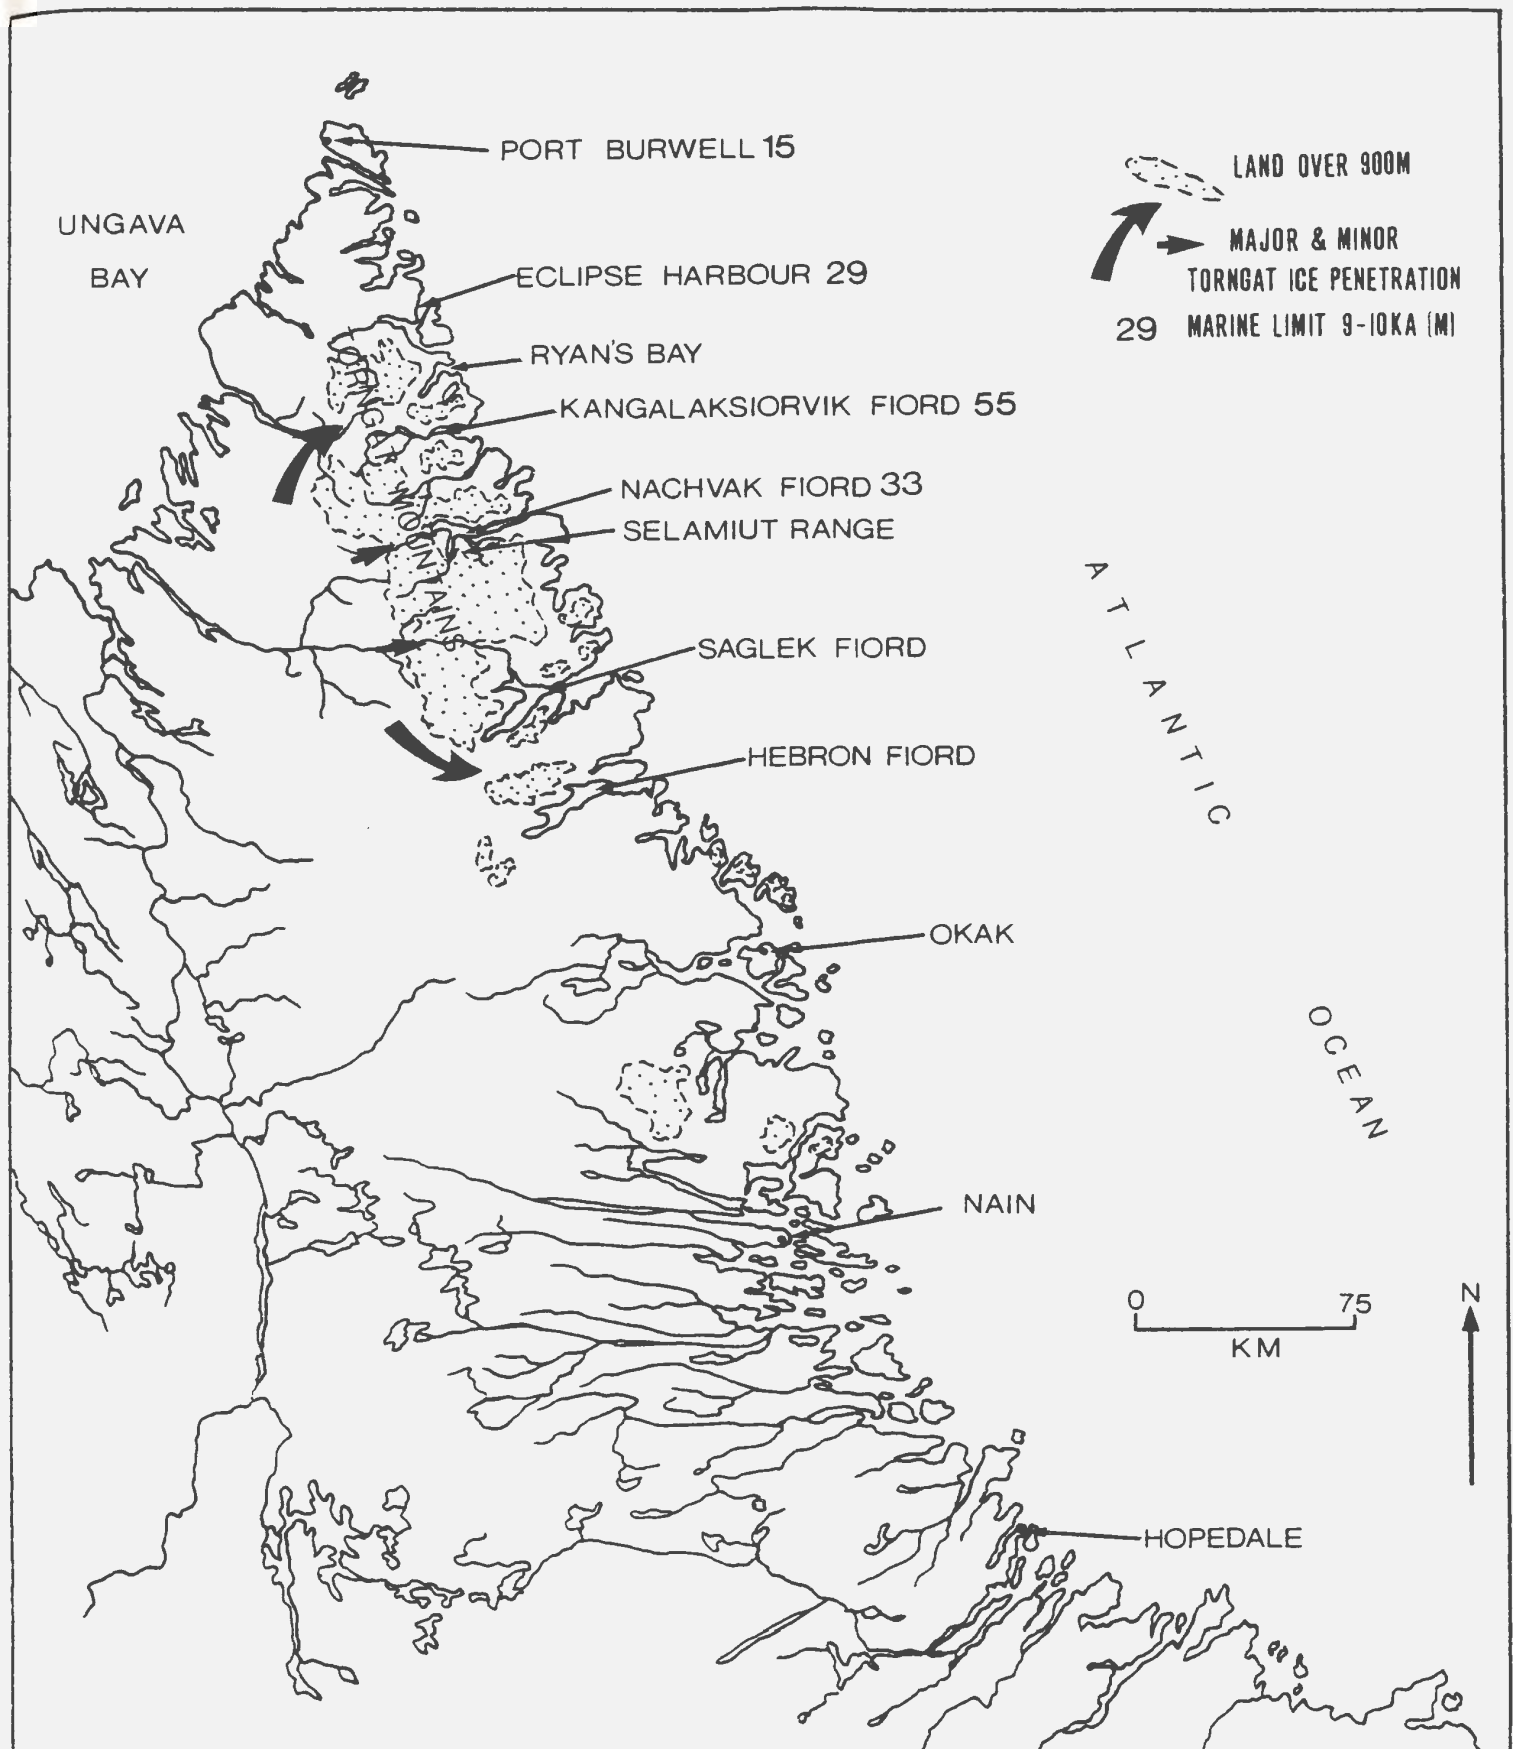 PORT BURWELL 15
UNGAVA
BAY
ECLIPSE HARBOUR 29
RYAN'S BAY
KANGALAKSIORVIK FIORD 55
NACHVAK FIORD 33
SELAMIUT RANGE
SAGLEK FIORD
HEBRON FIORD
OKAK
NAIN
HOPEDALE
LAND OVER 900M
MAJOR & MINOR
TORNGAT ICE PENETRATION
29 MARINE LIMIT 9-10KA (M)
ATLANTIC
OCEAN
0 75
KM
N